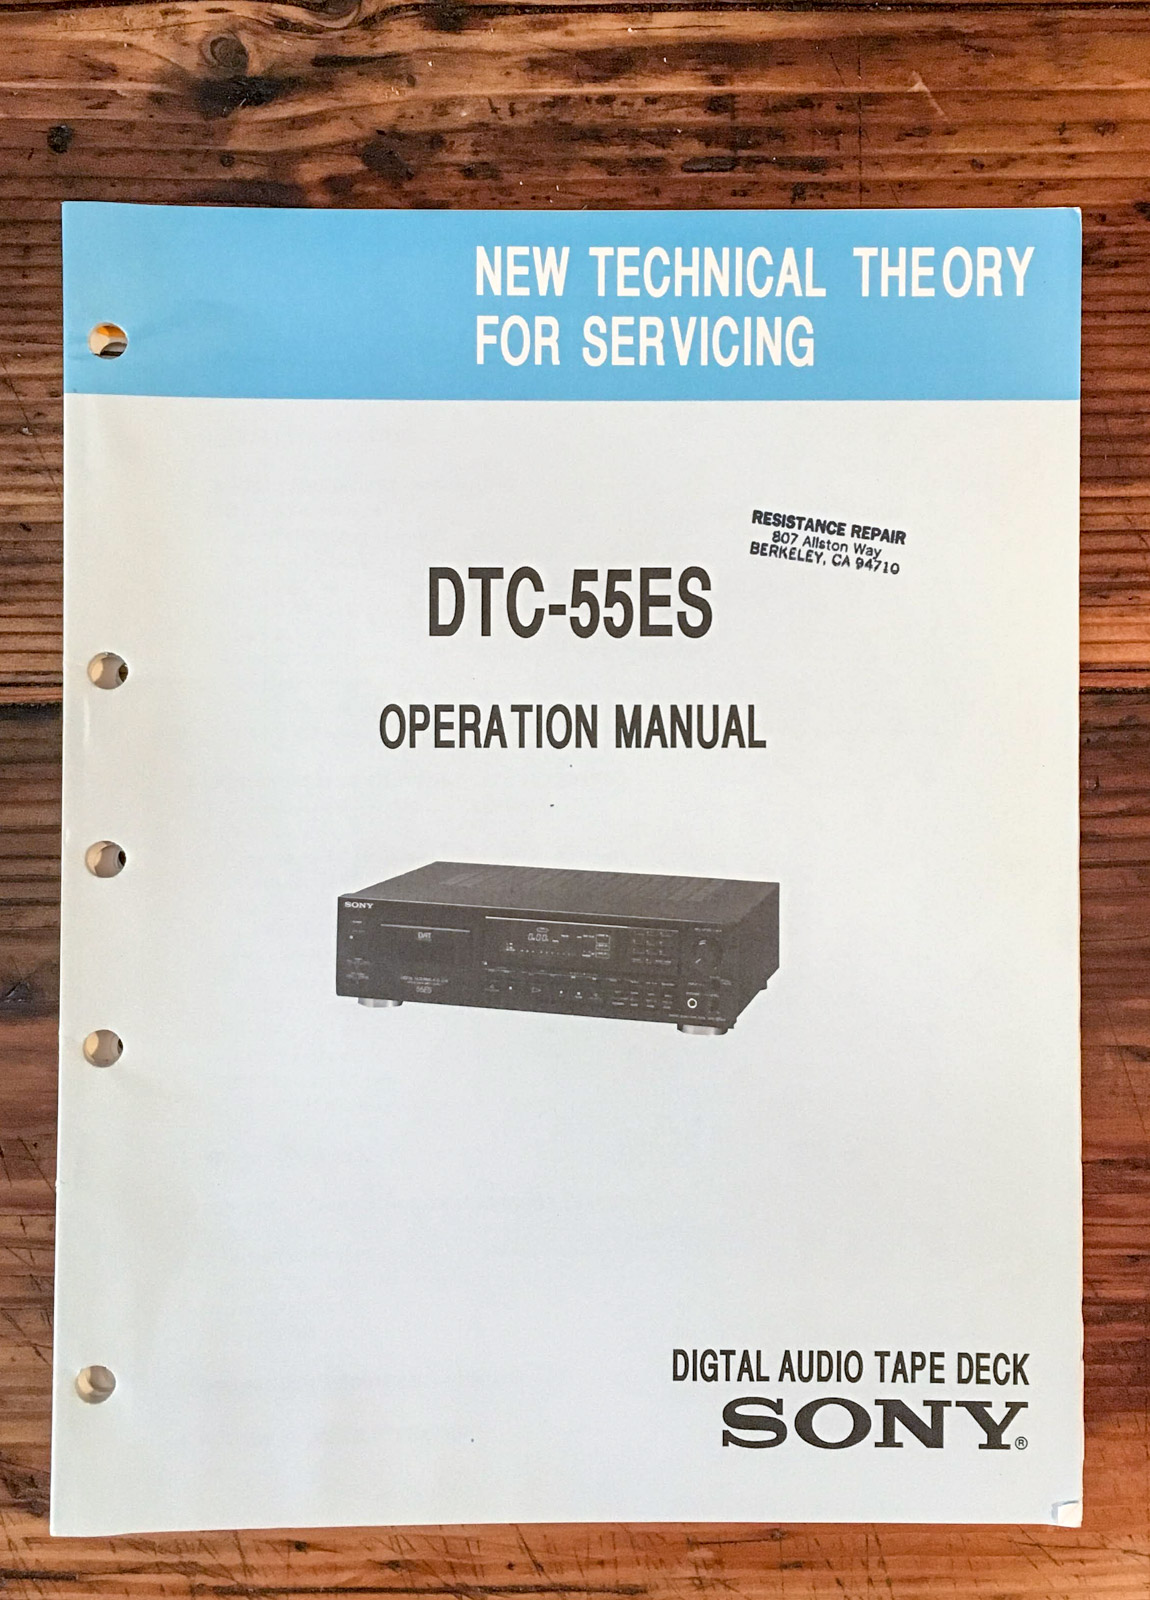 NEW TECHNICAL THEORY
FOR SERVICING
RESISTANCE REPAIR
807 Allston Way
BERKELEY, CA 94710
DTC-55ES
OPERATION MANUAL
SONY
DAT
55ES
DIGTAL AUDIO TAPE DECK
SONY®